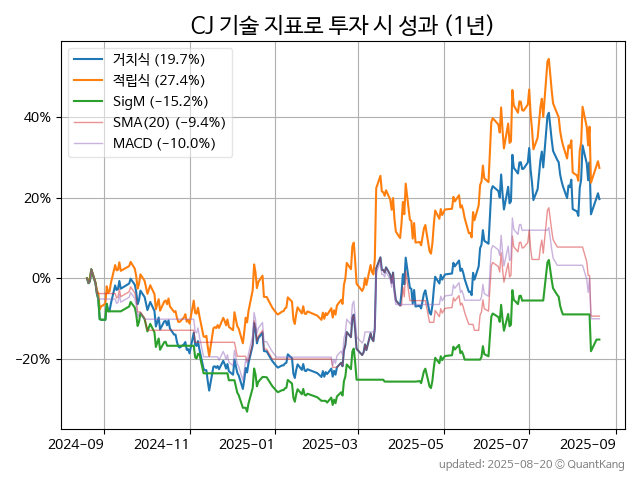 CJ 기술 지표로 투자 시 성과 (1년)
거치식 (19.7%)
적립식 (27.4%)
SigM (−15.2%)
SMA(20) (−9.4%)
MACD (−10.0%)
40%
20%
0%
−20%
2024-09 2024-11 2025-01 2025-03 2025-05 2025-07 2025-09
updated: 2025-08-20 © QuantKang